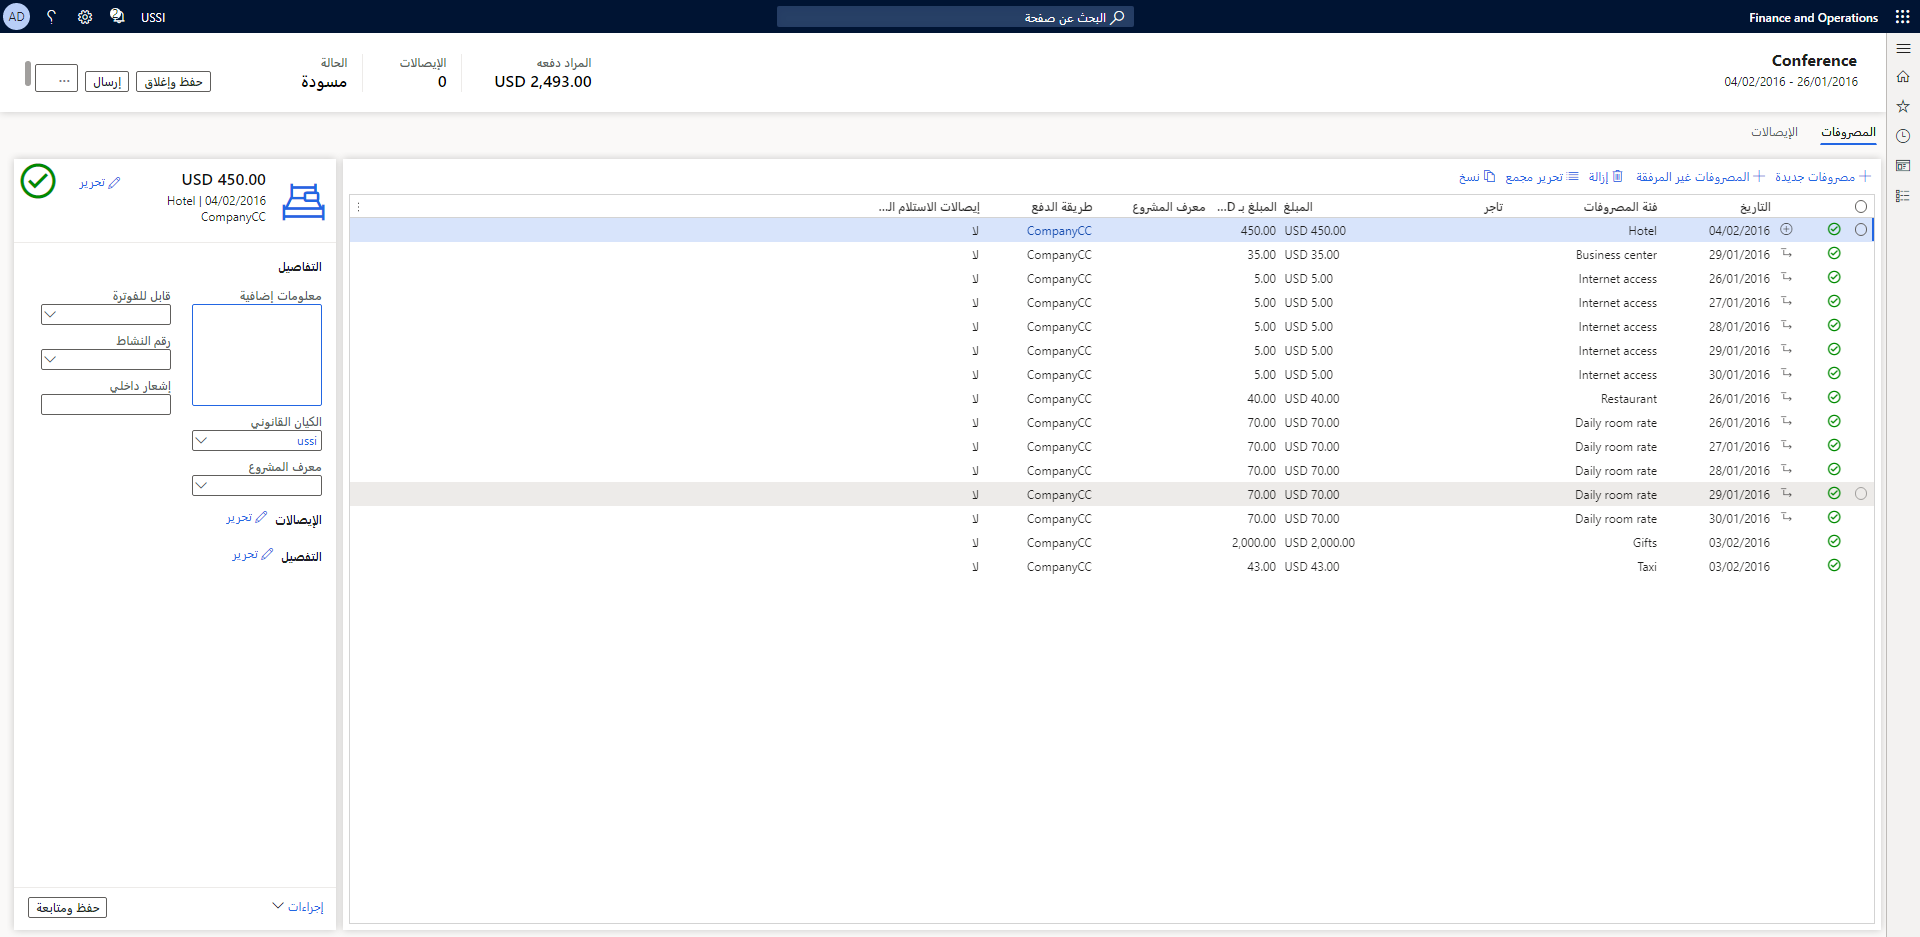 Finance and Operations
البحث عن صفحة
USSI
2
AD
Conference
04/02/2016 - 26/01/2016
المراد دفعه
USD 2,493.00
الإيصالات
0
الحالة
مسودة
حفظ وإغلاق
إرسال
...
المصروفات
الإيصالات
مصروفات جديدة
المصروفات غير المرفقة
إزالة
تحرير مجمع
نسخ
التاريخ فئة المصروفات تاجر المبلغ المبلغ بـ D... معرف المشروع طريقة الدفع إيصالات الاستلام الـ...
04/02/2016 Hotel USD 450.00 450.00 CompanyCC لا
29/01/2016 Business center USD 35.00 35.00 CompanyCC لا
26/01/2016 Internet access USD 5.00 5.00 CompanyCC لا
27/01/2016 Internet access USD 5.00 5.00 CompanyCC لا
28/01/2016 Internet access USD 5.00 5.00 CompanyCC لا
29/01/2016 Internet access USD 5.00 5.00 CompanyCC لا
30/01/2016 Internet access USD 5.00 5.00 CompanyCC لا
26/01/2016 Restaurant USD 40.00 40.00 CompanyCC لا
26/01/2016 Daily room rate USD 70.00 70.00 CompanyCC لا
27/01/2016 Daily room rate USD 70.00 70.00 CompanyCC لا
28/01/2016 Daily room rate USD 70.00 70.00 CompanyCC لا
29/01/2016 Daily room rate USD 70.00 70.00 CompanyCC لا
30/01/2016 Daily room rate USD 70.00 70.00 CompanyCC لا
03/02/2016 Gifts USD 2,000.00 2,000.00 CompanyCC لا
03/02/2016 Taxi USD 43.00 43.00 CompanyCC لا
USD 450.00
Hotel | 04/02/2016
CompanyCC
تحرير
التفاصيل
معلومات إضافية
الكيان القانوني
ussi
معرف المشروع
قابل للفوترة
رقم النشاط
إشعار داخلي
الإيصالات تحرير
التفصيل تحرير
إجراءات
حفظ ومتابعة